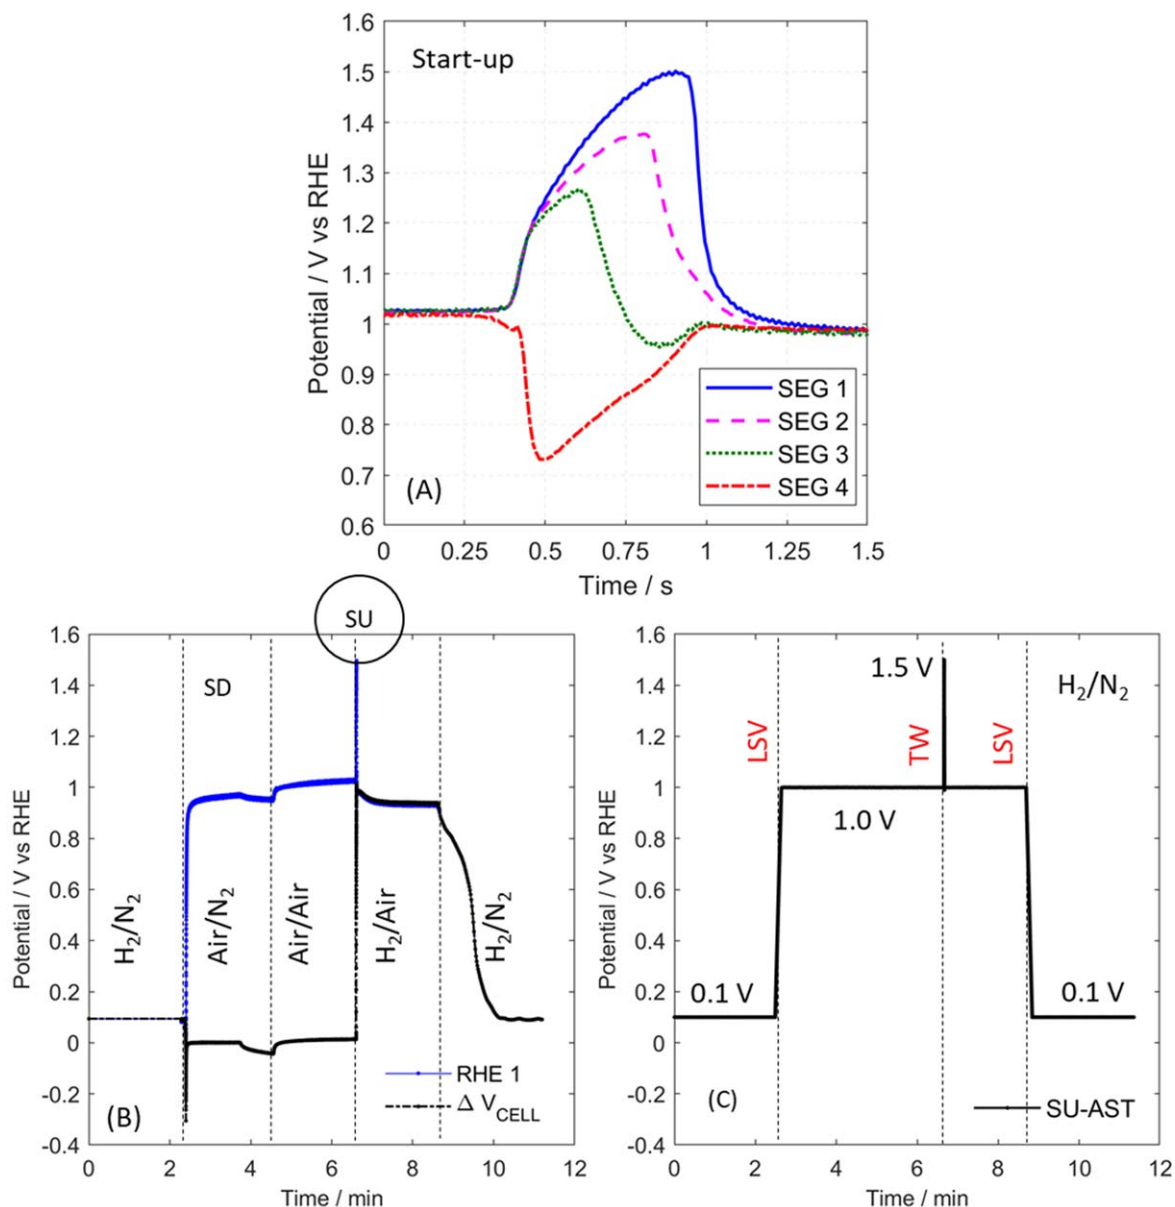 1.6
1.5
1.4
1.3
1.2
1.1
1
0.9
0.8
0.7
0.6
Potential / V vs RHE
Start-up
SEG 1
SEG 2
SEG 3
SEG 4
(A)
0 0.25 0.5 0.75 1 1.25 1.5
Time / s
SU
1.6
1.4
1.2
1
0.8
0.6
0.4
0.2
0
-0.2
-0.4
Potential / V vs RHE
SD
H₂/N₂
Air/N₂
Air/Air
H₂/Air
H₂/N₂
RHE 1
Δ V_CELL
(B)
0 2 4 6 8 10 12
Time / min
1.6
1.4
1.2
1
0.8
0.6
0.4
0.2
0
-0.2
-0.4
Potential / V vs RHE
1.5 V
H₂/N₂
LSV
TW
LSV
1.0 V
0.1 V
0.1 V
(C)
SU-AST
0 2 4 6 8 10 12
Time / min